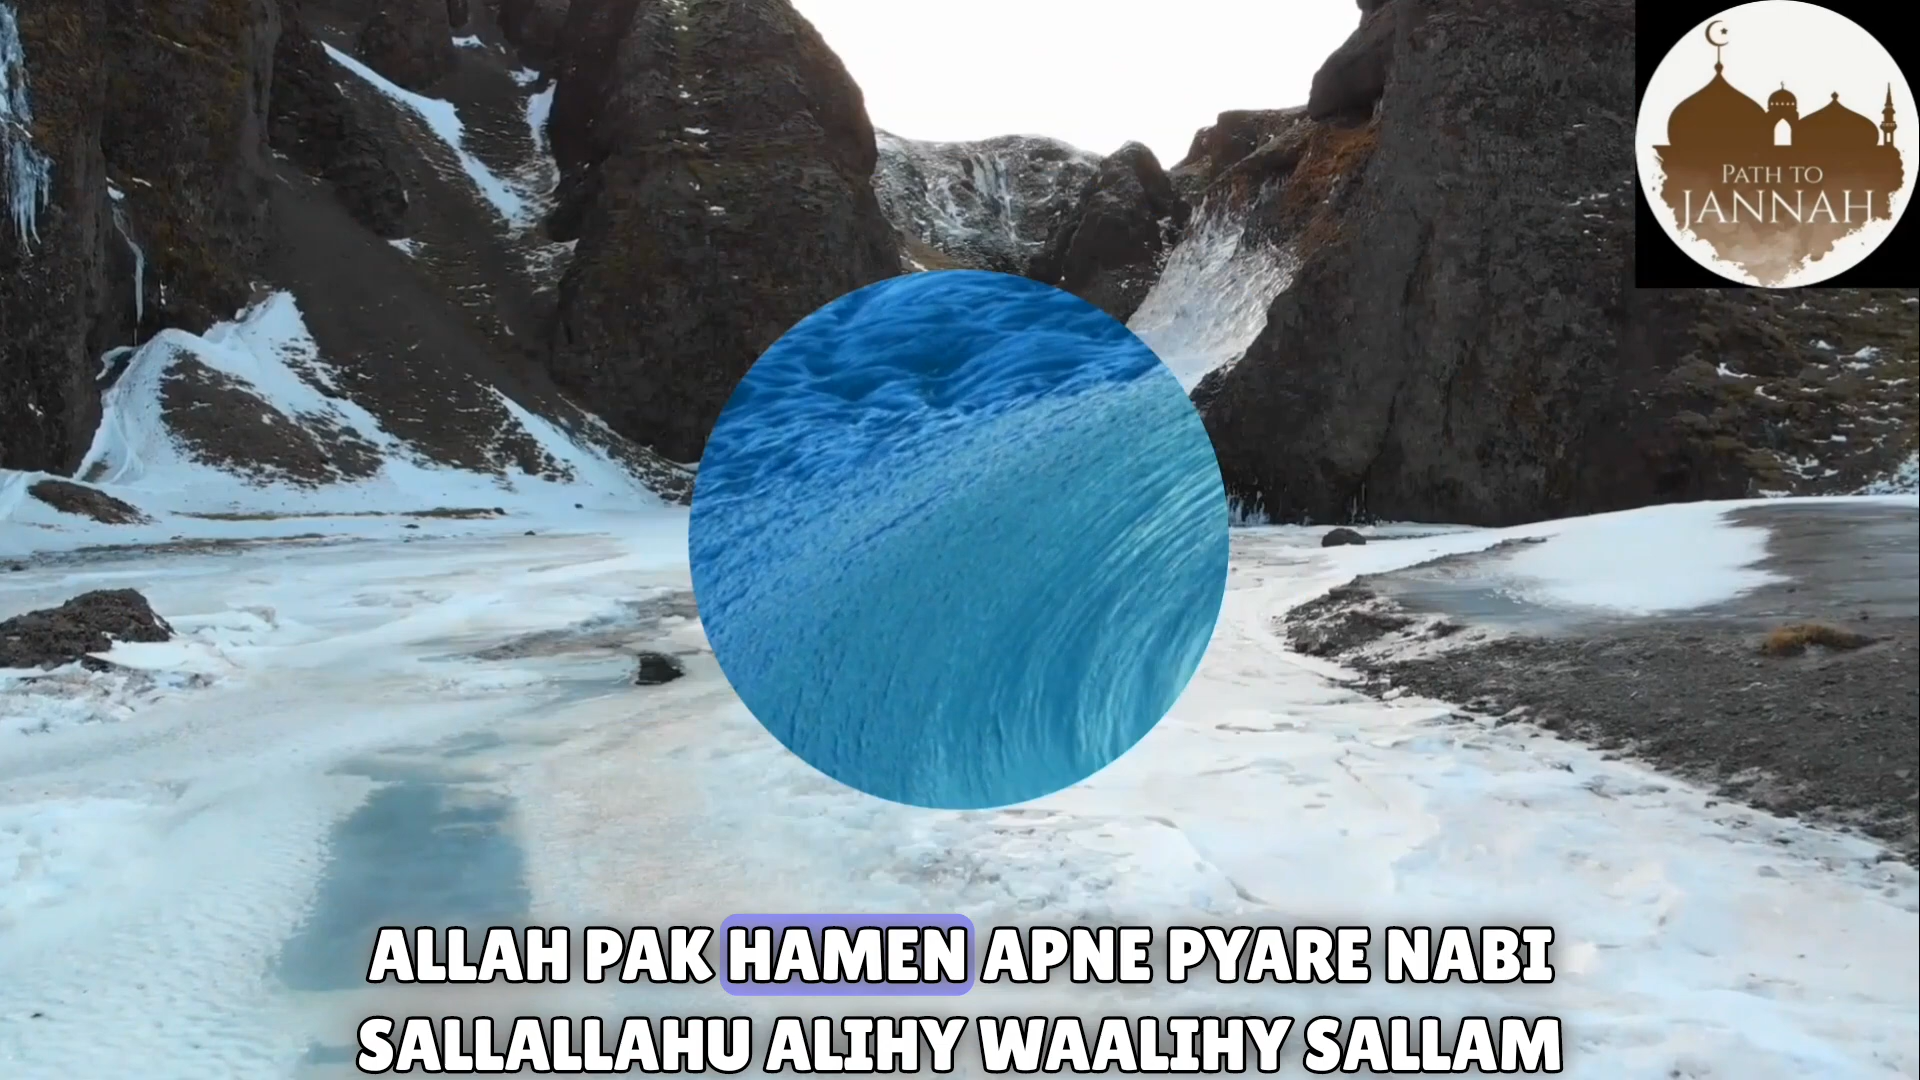 PATH TO
JANNAH
ALLAH PAK HAMEN APNE PYARE NABI
SALLALLAHU ALIHY WAALIHY SALLAM